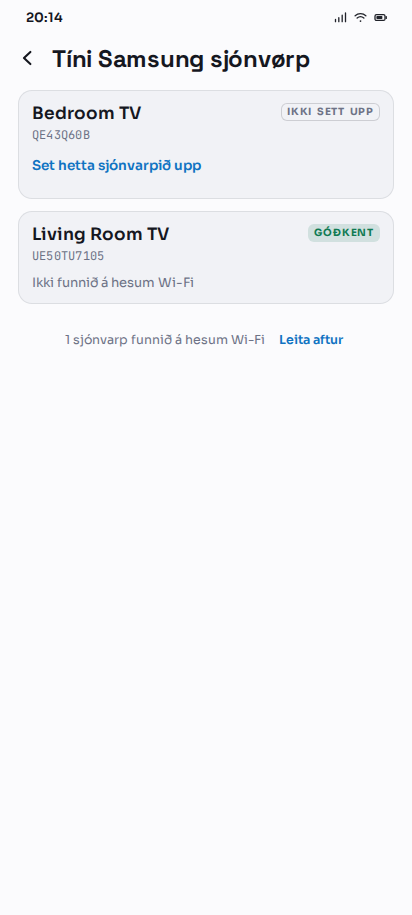 20:14
Tíni Samsung sjónvørp
Bedroom TV
IKKI SETT UPP
QE43Q60B
Set hetta sjónvarpið upp
Living Room TV
GÓÐKENT
UE50TU7105
Ikki funnið á hesum Wi-Fi
1 sjónvarp funnið á hesum Wi-Fi Leita aftur